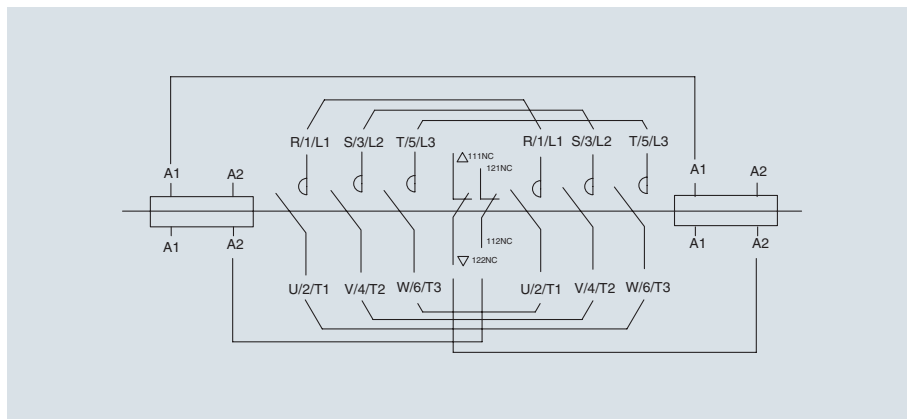 R/1/L1 S/3/L2 T/5/L3 R/1/L1 S/3/L2 T/5/L3
111NC
121NC
A1 A2 A1 A2
A1 A2 A1 A2
112NC
122NC
U/2/T1 V/4/T2 W/6/T3 U/2/T1 V/4/T2 W/6/T3